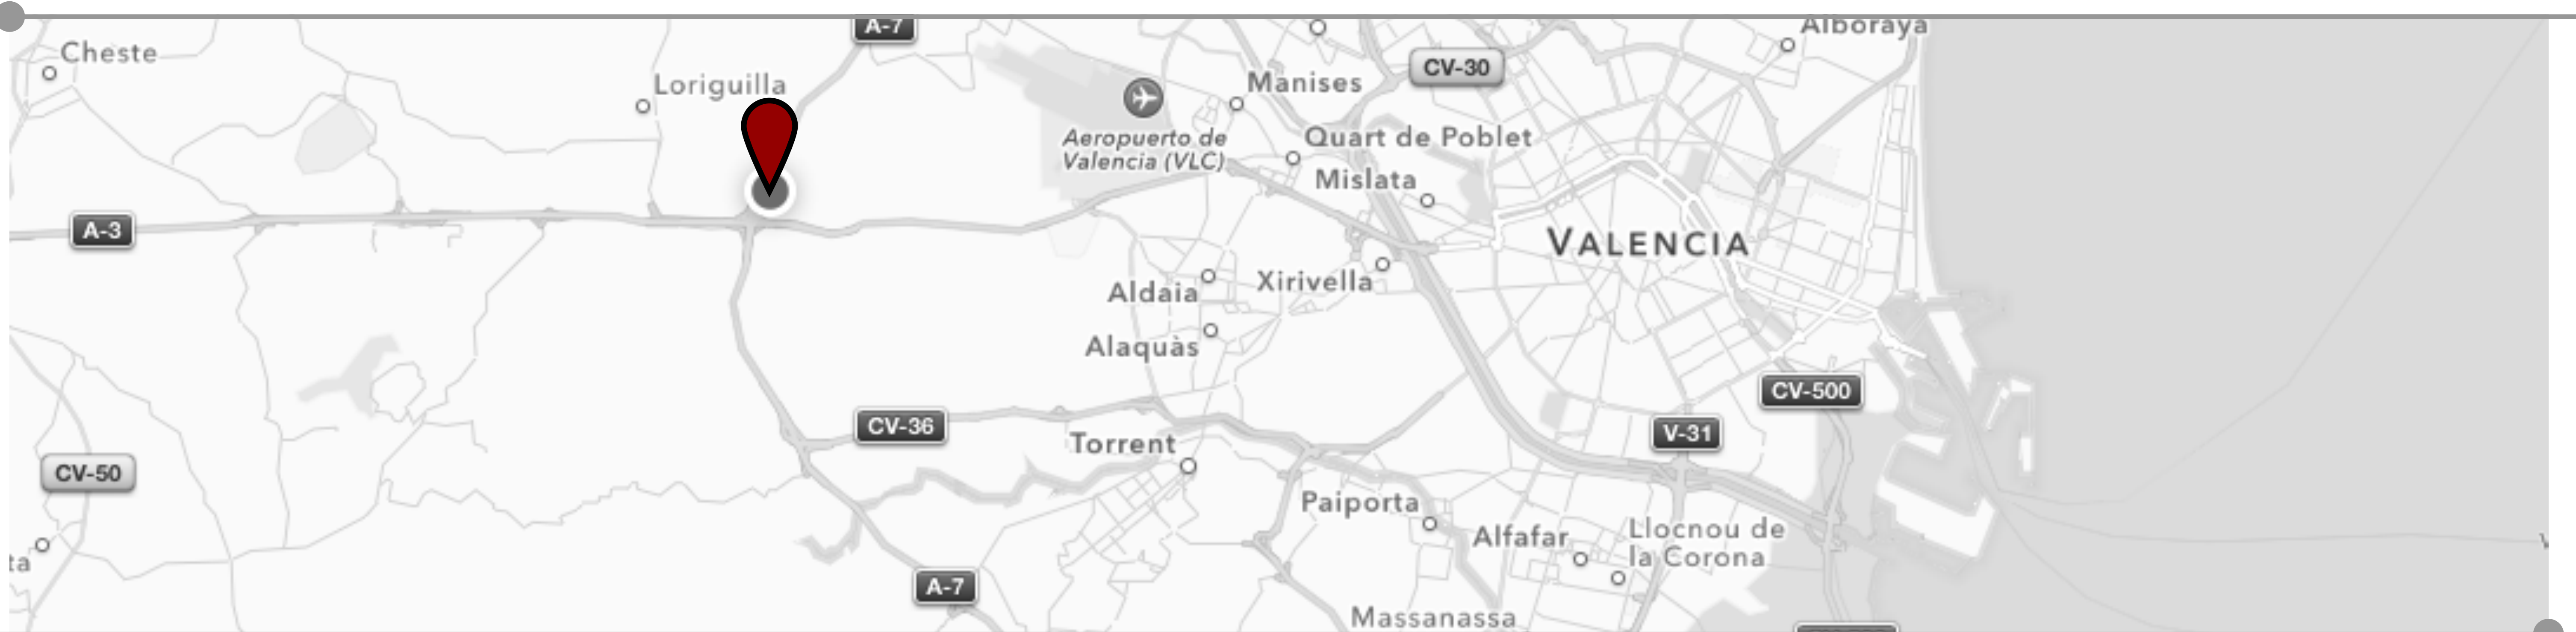 A-7
Alboraya
Cheste
CV-30
Loriguilla
Manises
Aeropuerto de
Valencia (VLC)
Quart de Poblet
Mislata
A-3
VALENCIA
Aldaia
Xirivella
Alaquàs
CV-500
CV-36
V-31
Torrent
CV-50
Paiporta
Alfafar
Llocnou de
la Corona
ta
A-7
Massanassa